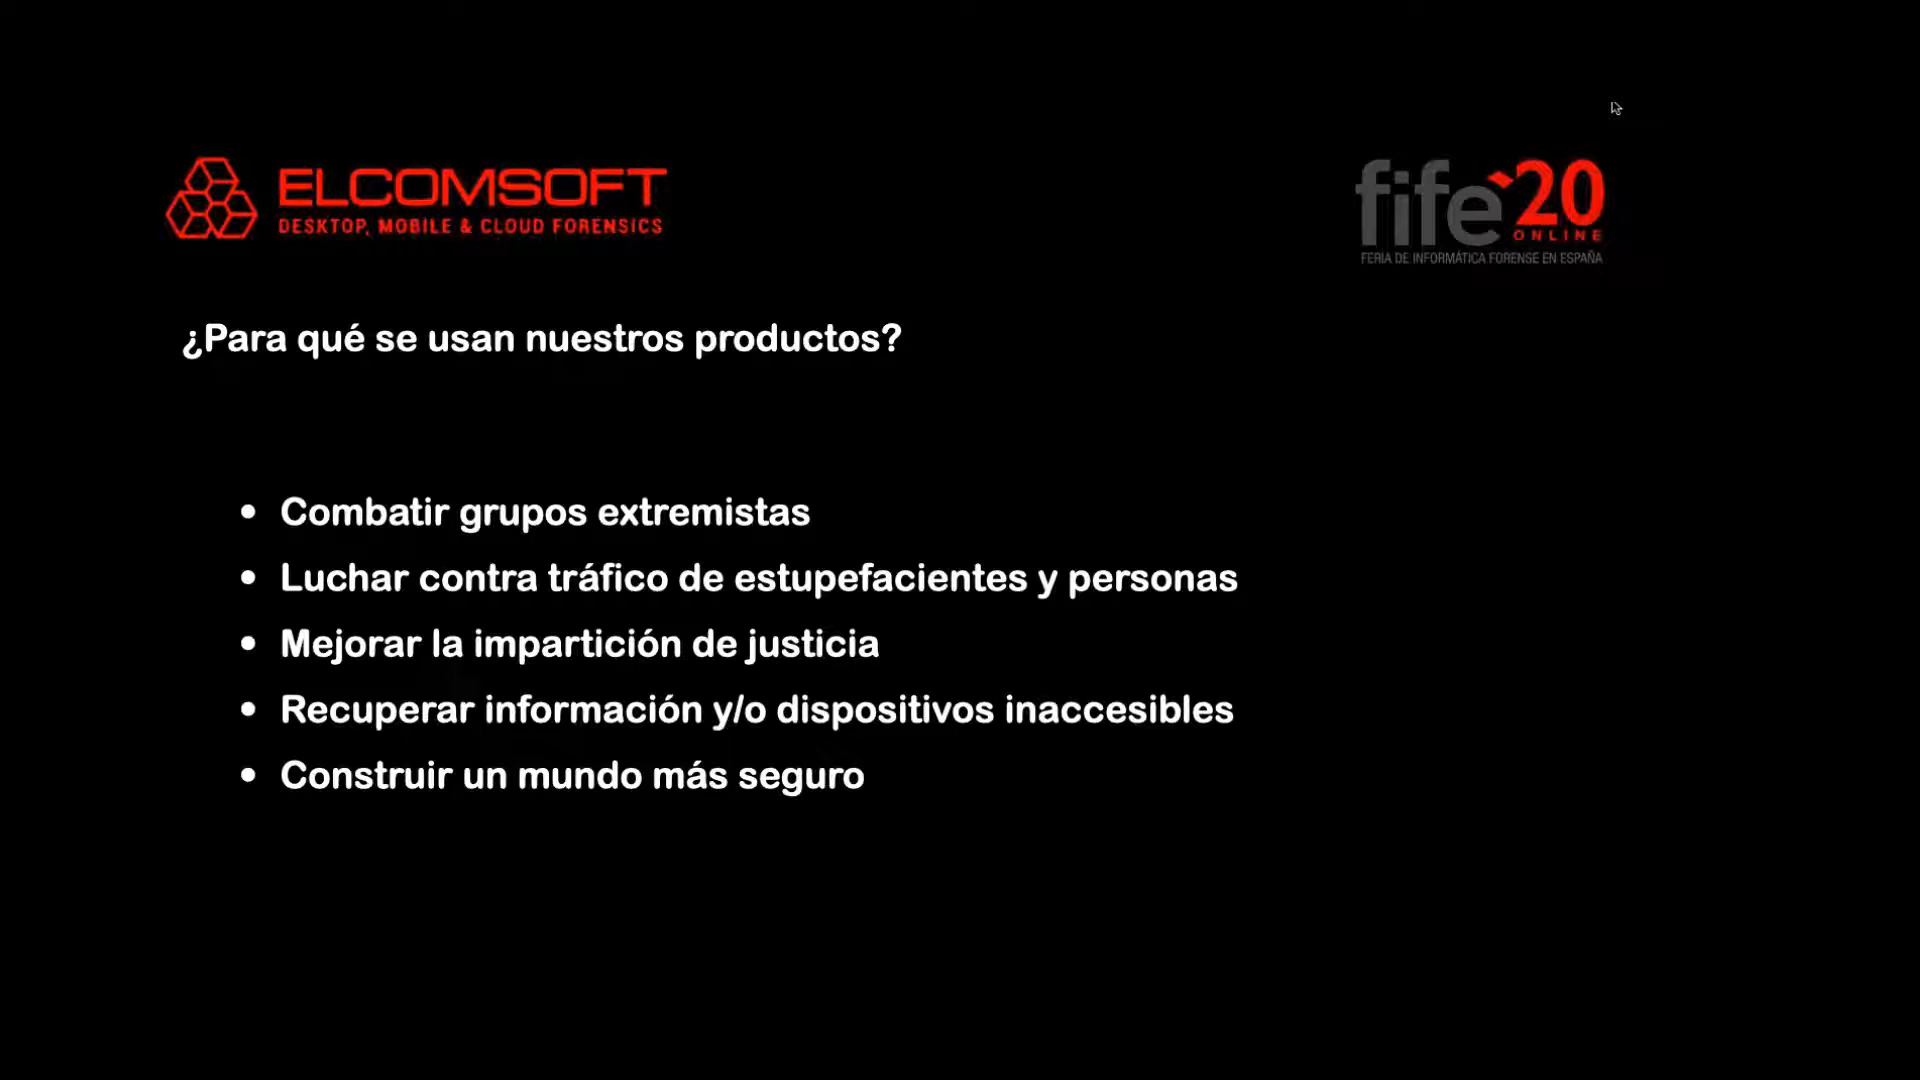 ELCOMSOFT
DESKTOP, MOBILE & CLOUD FORENSICS
fife'20
ONLINE
FERIA DE INFORMÁTICA FORENSE EN ESPAÑA
¿Para qué se usan nuestros productos?
• Combatir grupos extremistas
• Luchar contra tráfico de estupefacientes y personas
• Mejorar la impartición de justicia
• Recuperar información y/o dispositivos inaccesibles
• Construir un mundo más seguro